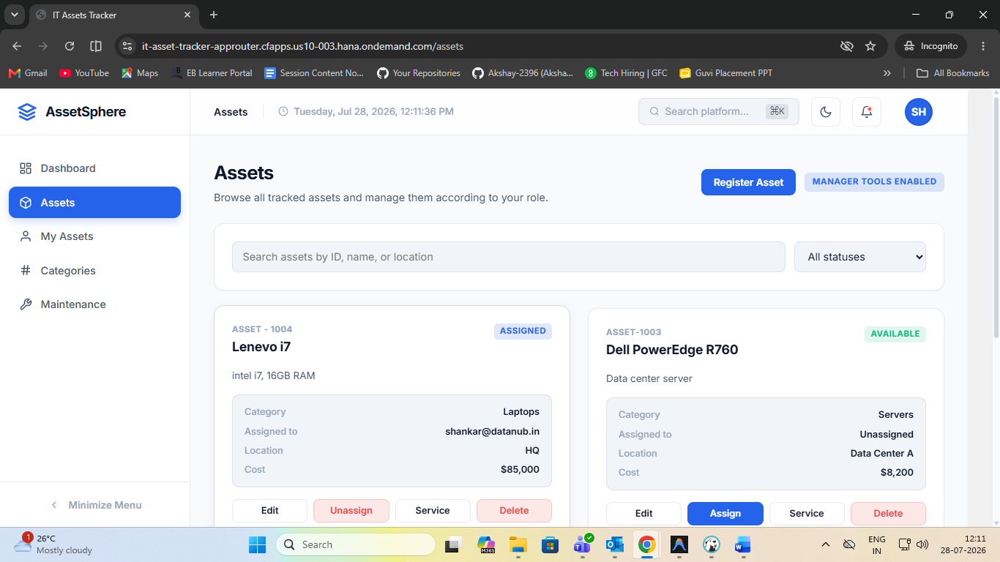 IT Assets Tracker
it-asset-tracker-approuter.cfapps.us10-003.hana.ondemand.com/assets
Incognito
Gmail
YouTube
Maps
EB Learner Portal
Session Content No...
Your Repositories
Akshay-2396 (Aksha...
Tech Hiring | GFC
Guvi Placement PPT
All Bookmarks
AssetSphere
Assets
Tuesday, Jul 28, 2026, 12:11:36 PM
Search platform...
⌘K
SH
Dashboard
Assets
My Assets
Categories
Maintenance
Minimize Menu
Assets
Browse all tracked assets and manage them according to your role.
Register Asset
MANAGER TOOLS ENABLED
Search assets by ID, name, or location
All statuses
ASSET - 1004
ASSIGNED
Lenevo i7
intel i7, 16GB RAM
Category Laptops
Assigned to shankar@datanub.in
Location HQ
Cost $85,000
Edit Unassign Service Delete
ASSET-1003
AVAILABLE
Dell PowerEdge R760
Data center server
Category Servers
Assigned to Unassigned
Location Data Center A
Cost $8,200
Edit Assign Service Delete
1
26°C
Mostly cloudy
Search
M365
ENG
IN
12:11
28-07-2026